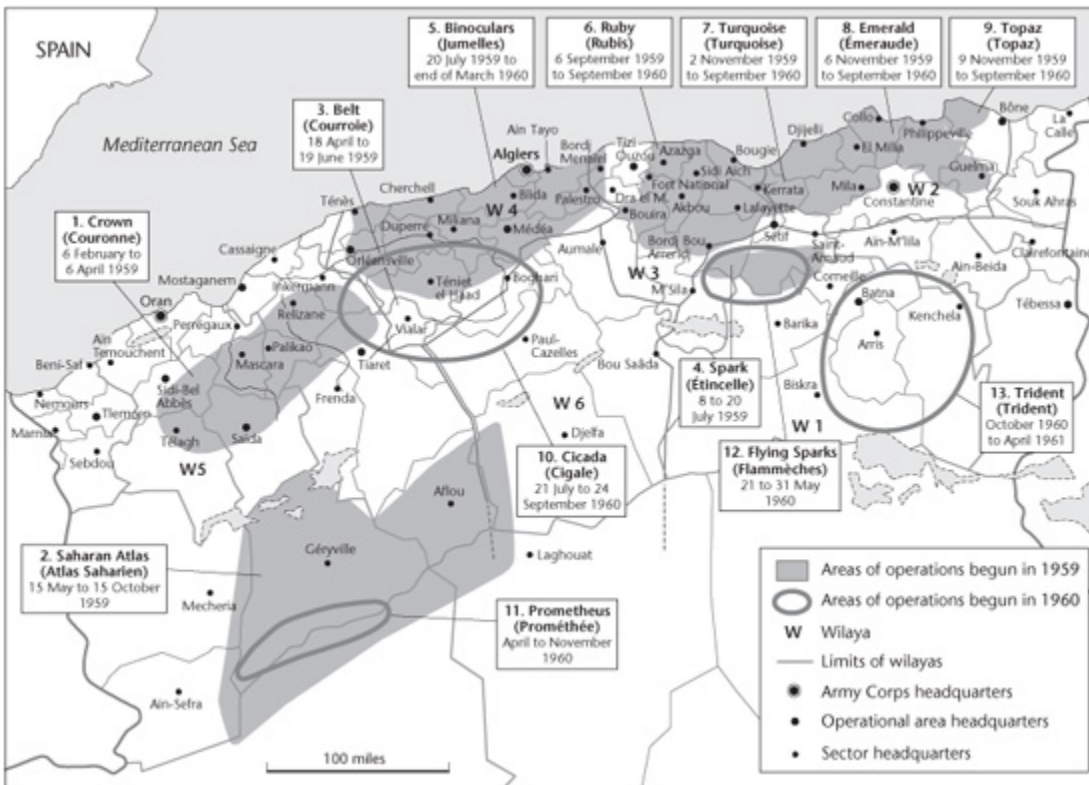 SPAIN
Mediterranean Sea
5. Binoculars
(Jumelles)
20 July 1959 to
end of March 1960
6. Ruby
(Rubis)
6 September 1959
to September 1960
7. Turquoise
(Turquoise)
2 November 1959
to September 1960
8. Emerald
(Émeraude)
6 November 1959
to September 1960
9. Topaz
(Topaz)
9 November 1959
to September 1960
3. Belt
(Courroie)
18 April to
19 June 1959
1. Crown
(Couronne)
6 February to
6 April 1959
Ain Tayo
Algiers
Bordj
Menaïel
Tizi
Ouzou
Azazga
Sidi Aich
Fort National
Dra el M.
Akbou
Bouira
Bougie
Kerrata
Lafayette
Djijelli
Collo
El Milia
Mila
Philippeville
Bône
La
Calle
Guelma
W 2
Constantine
Souk Ahras
Cherchell
Ténès
Blida
Palestro
W 4
Miliana
Duperré
Médéa
Orléansville
Téniet
el Haad
Boghari
Aumale
Bordj Bou
Arreridj
W 3
M'Sila
Sétif
Saint-
Arnaud
Ain-M'lila
Corneille
Ain-Beida
Clairefontaine
Tébessa
Batna
Kenchela
Arris
Barika
Biskra
W 1
Cassaigne
Mostaganem
Inkermann
Relizane
Oran
Perrégaux
Palikao
Mascara
Ain
Temouchent
Beni-Saf
Nemours
Tlemcen
Marnia
Sebdou
Sidi-Bel
Abbès
Télagh
Saïda
W5
Vialar
Tiaret
Frenda
Paul-
Cazelles
Bou Saâda
W 6
Djelfa
4. Spark
(Étincelle)
8 to 20
July 1959
13. Trident
(Trident)
October 1960
to April 1961
10. Cicada
(Cigale)
21 July to 24
September 1960
12. Flying Sparks
(Flammèches)
21 to 31 May
1960
Aflou
Géryville
Laghouat
2. Saharan Atlas
(Atlas Saharien)
15 May to 15 October
1959
Mecheria
11. Prometheus
(Prométhée)
April to November
1960
Ain-Sefra
100 miles
Areas of operations begun in 1959
Areas of operations begun in 1960
W Wilaya
Limits of wilayas
Army Corps headquarters
Operational area headquarters
Sector headquarters